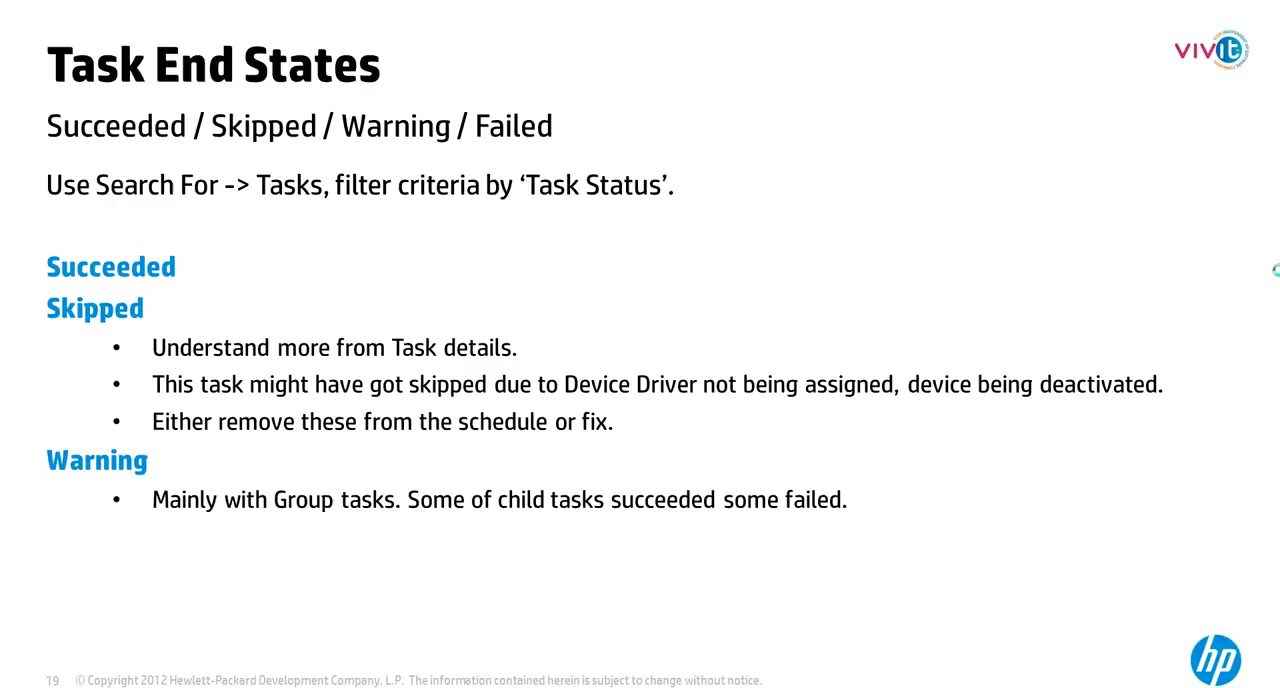 Task End States
VIVIT
Succeeded / Skipped / Warning / Failed
Use Search For -> Tasks, filter criteria by ‘Task Status’.
Succeeded
Skipped
• Understand more from Task details.
• This task might have got skipped due to Device Driver not being assigned, device being deactivated.
• Either remove these from the schedule or fix.
Warning
• Mainly with Group tasks. Some of child tasks succeeded some failed.
hp
19 © Copyright 2012 Hewlett-Packard Development Company, L.P. The information contained herein is subject to change without notice.